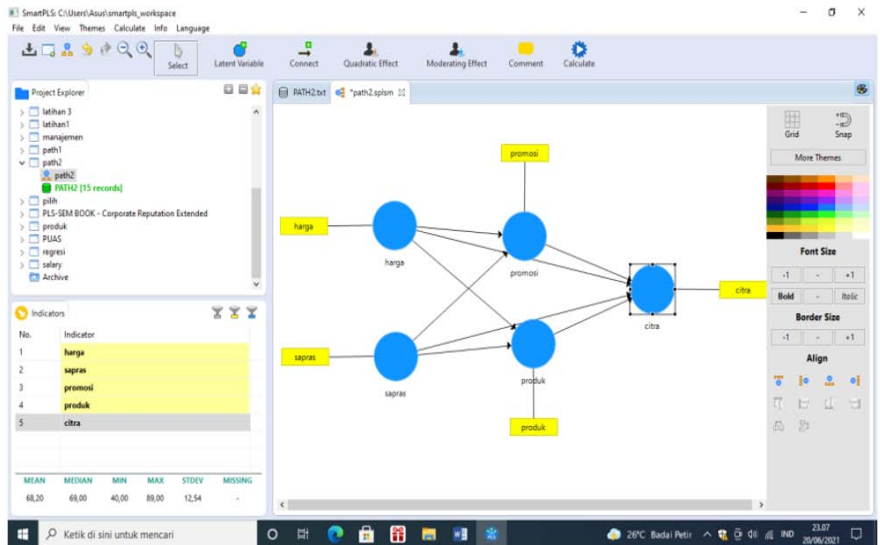 SmartPLS: C:\Users\Asus\smartpls_workspace
File Edit View Themes Calculate Info Language
Select Latent Variable Connect Quadratic Effect Moderating Effect Comment Calculate
Project Explorer
PATH2.txt *path2.splsm
latihan 3
latihan1
manajemen
path1
path2
path2
PATH2 [15 records]
pilih
PLS-SEM BOOK - Corporate Reputation Extended
produk
PUAS
regresi
salary
Archive
Indicators
No. Indicator
1 harga
2 sapras
3 promosi
4 produk
5 citra
MEAN MEDIAN MIN MAX STDEV MISSING
68,20 69,00 40,00 89,00 12,54 -
promosi
harga
harga
promosi
citra
citra
sapras
sapras
produk
produk
Grid Snap
More Themes
Font Size
-1 - +1
Bold - Italic
Border Size
-1 - +1
Align
Ketik di sini untuk mencari
26°C Badai Petir
IND
23.07
20/06/2021